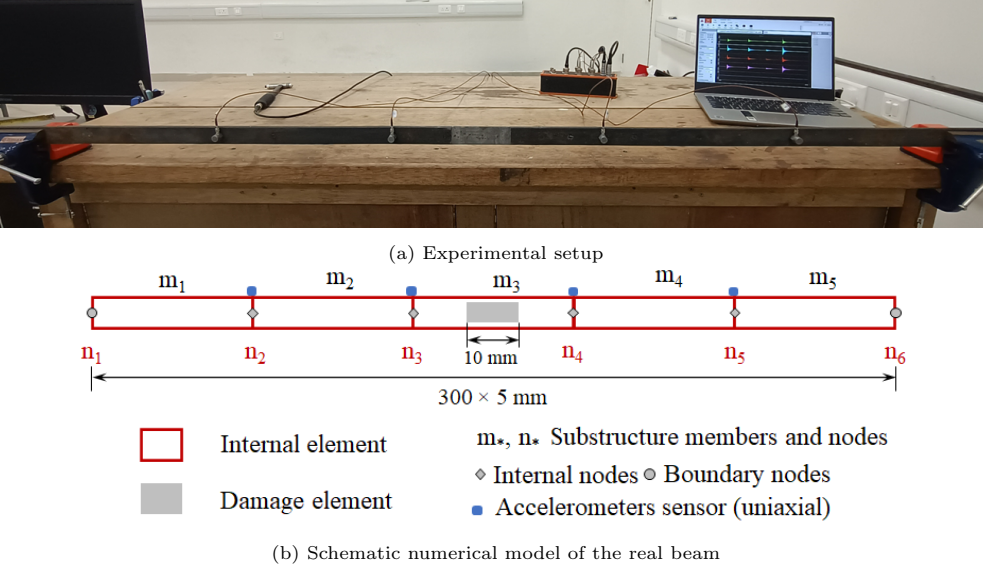 (a) Experimental setup
m₁ m₂ m₃ m₄ m₅
n₁ n₂ n₃ 10 mm n₄ n₅ n₆
300 × 5 mm
Internal element
m*, n* Substructure members and nodes
Internal nodes Boundary nodes
Damage element
Accelerometers sensor (uniaxial)
(b) Schematic numerical model of the real beam